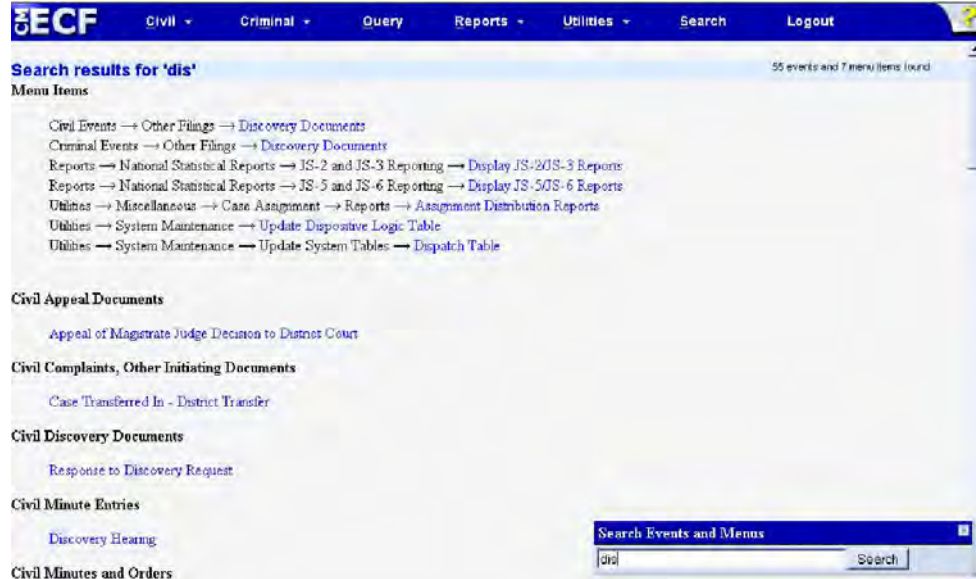 CM ECF Civil Criminal Query Reports Utilities Search Logout ?
Search results for 'dis'
55 events and 7 menu items found
Menu Items
Civil Events → Other Filings → Discovery Documents
Criminal Events → Other Filings → Discovery Documents
Reports → National Statistical Reports → JS-2 and JS-3 Reporting → Display JS-2/JS-3 Reports
Reports → National Statistical Reports → JS-5 and JS-6 Reporting → Display JS-5/JS-6 Reports
Utilities → Miscellaneous → Case Assignment → Reports → Assignment Distribution Reports
Utilities → System Maintenance → Update Dispositive Logic Table
Utilities → System Maintenance → Update System Tables → Dispatch Table
Civil Appeal Documents
Appeal of Magistrate Judge Decision to District Court
Civil Complaints, Other Initiating Documents
Case Transferred In - District Transfer
Civil Discovery Documents
Response to Discovery Request
Civil Minute Entries
Discovery Hearing
Civil Minutes and Orders
Search Events and Menus
dis
Search